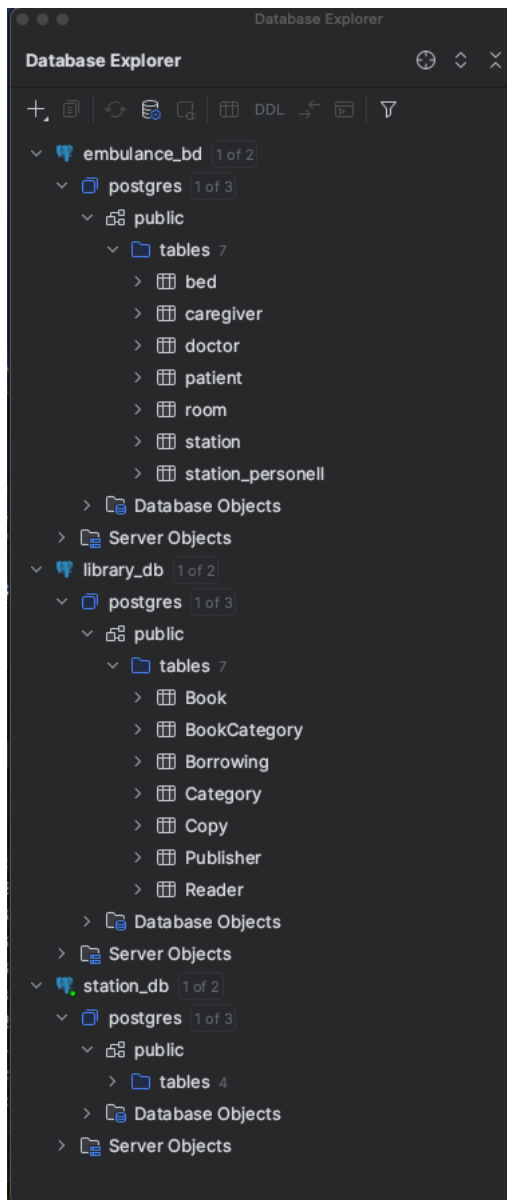 Database Explorer
Database Explorer
DDL
embulance_bd 1 of 2
postgres 1 of 3
public
tables 7
bed
caregiver
doctor
patient
room
station
station_personell
Database Objects
Server Objects
library_db 1 of 2
postgres 1 of 3
public
tables 7
Book
BookCategory
Borrowing
Category
Copy
Publisher
Reader
Database Objects
Server Objects
station_db 1 of 2
postgres 1 of 3
public
tables 4
Database Objects
Server Objects